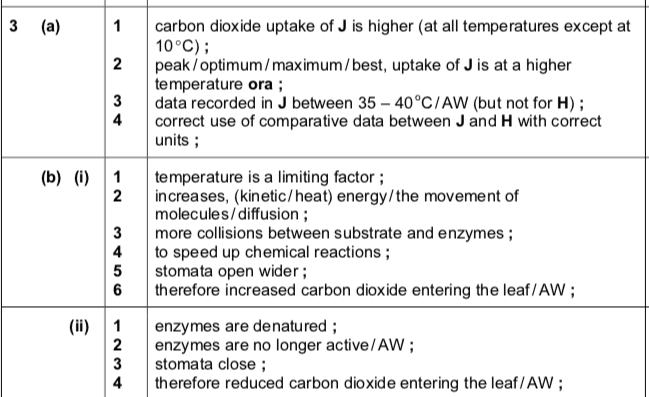 3 (a) 1 carbon dioxide uptake of J is higher (at all temperatures except at
10°C) ;
2 peak/optimum/maximum/best, uptake of J is at a higher
temperature ora ;
3 data recorded in J between 35 – 40°C/AW (but not for H) ;
4 correct use of comparative data between J and H with correct
units ;
(b) (i) 1 temperature is a limiting factor ;
2 increases, (kinetic/heat) energy/the movement of
molecules/diffusion ;
3 more collisions between substrate and enzymes ;
4 to speed up chemical reactions ;
5 stomata open wider ;
6 therefore increased carbon dioxide entering the leaf/AW ;
(ii) 1 enzymes are denatured ;
2 enzymes are no longer active/AW ;
3 stomata close ;
4 therefore reduced carbon dioxide entering the leaf/AW ;